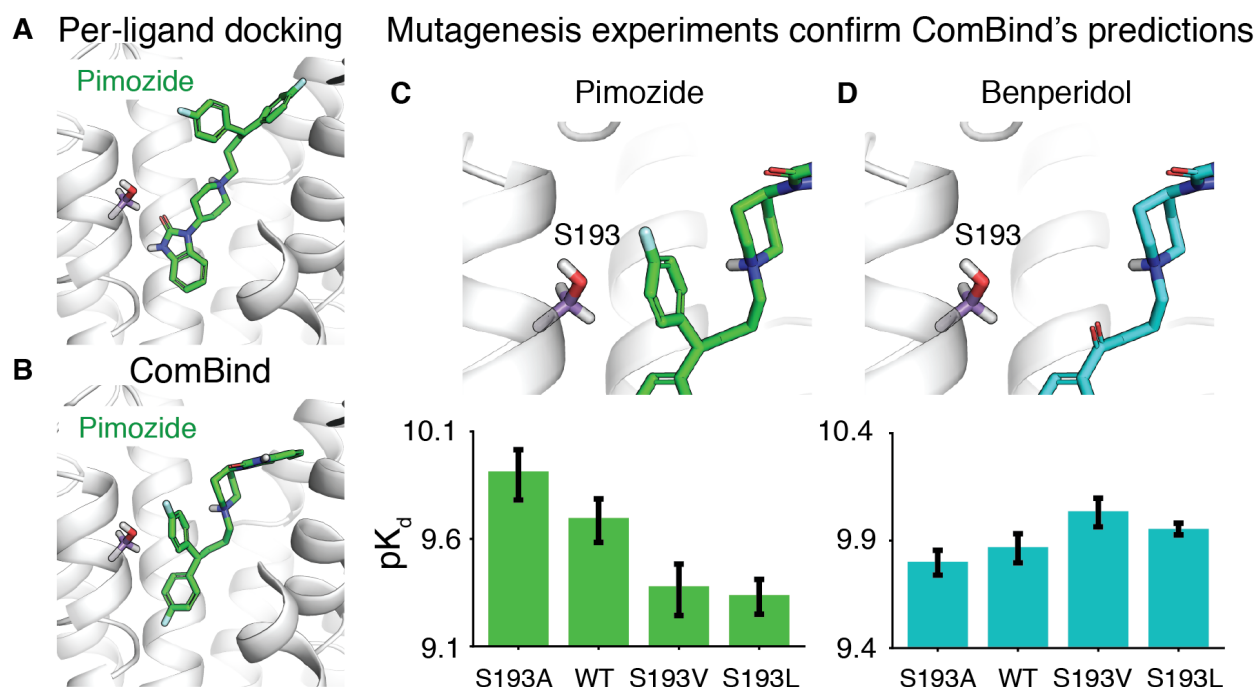 A Per-ligand docking
Mutagenesis experiments confirm ComBind's predictions
Pimozide
C Pimozide
D Benperidol
S193
S193
B ComBind
Pimozide
pKd
10.1
9.6
9.1
S193A WT S193V S193L
10.4
9.9
9.4
S193A WT S193V S193L